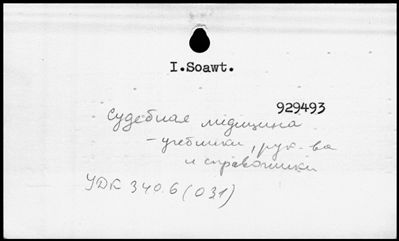 I.Soawt.
929493
Судебная медицина
- учебники, рук-ва
и справочники
УДК 340.6 (031)